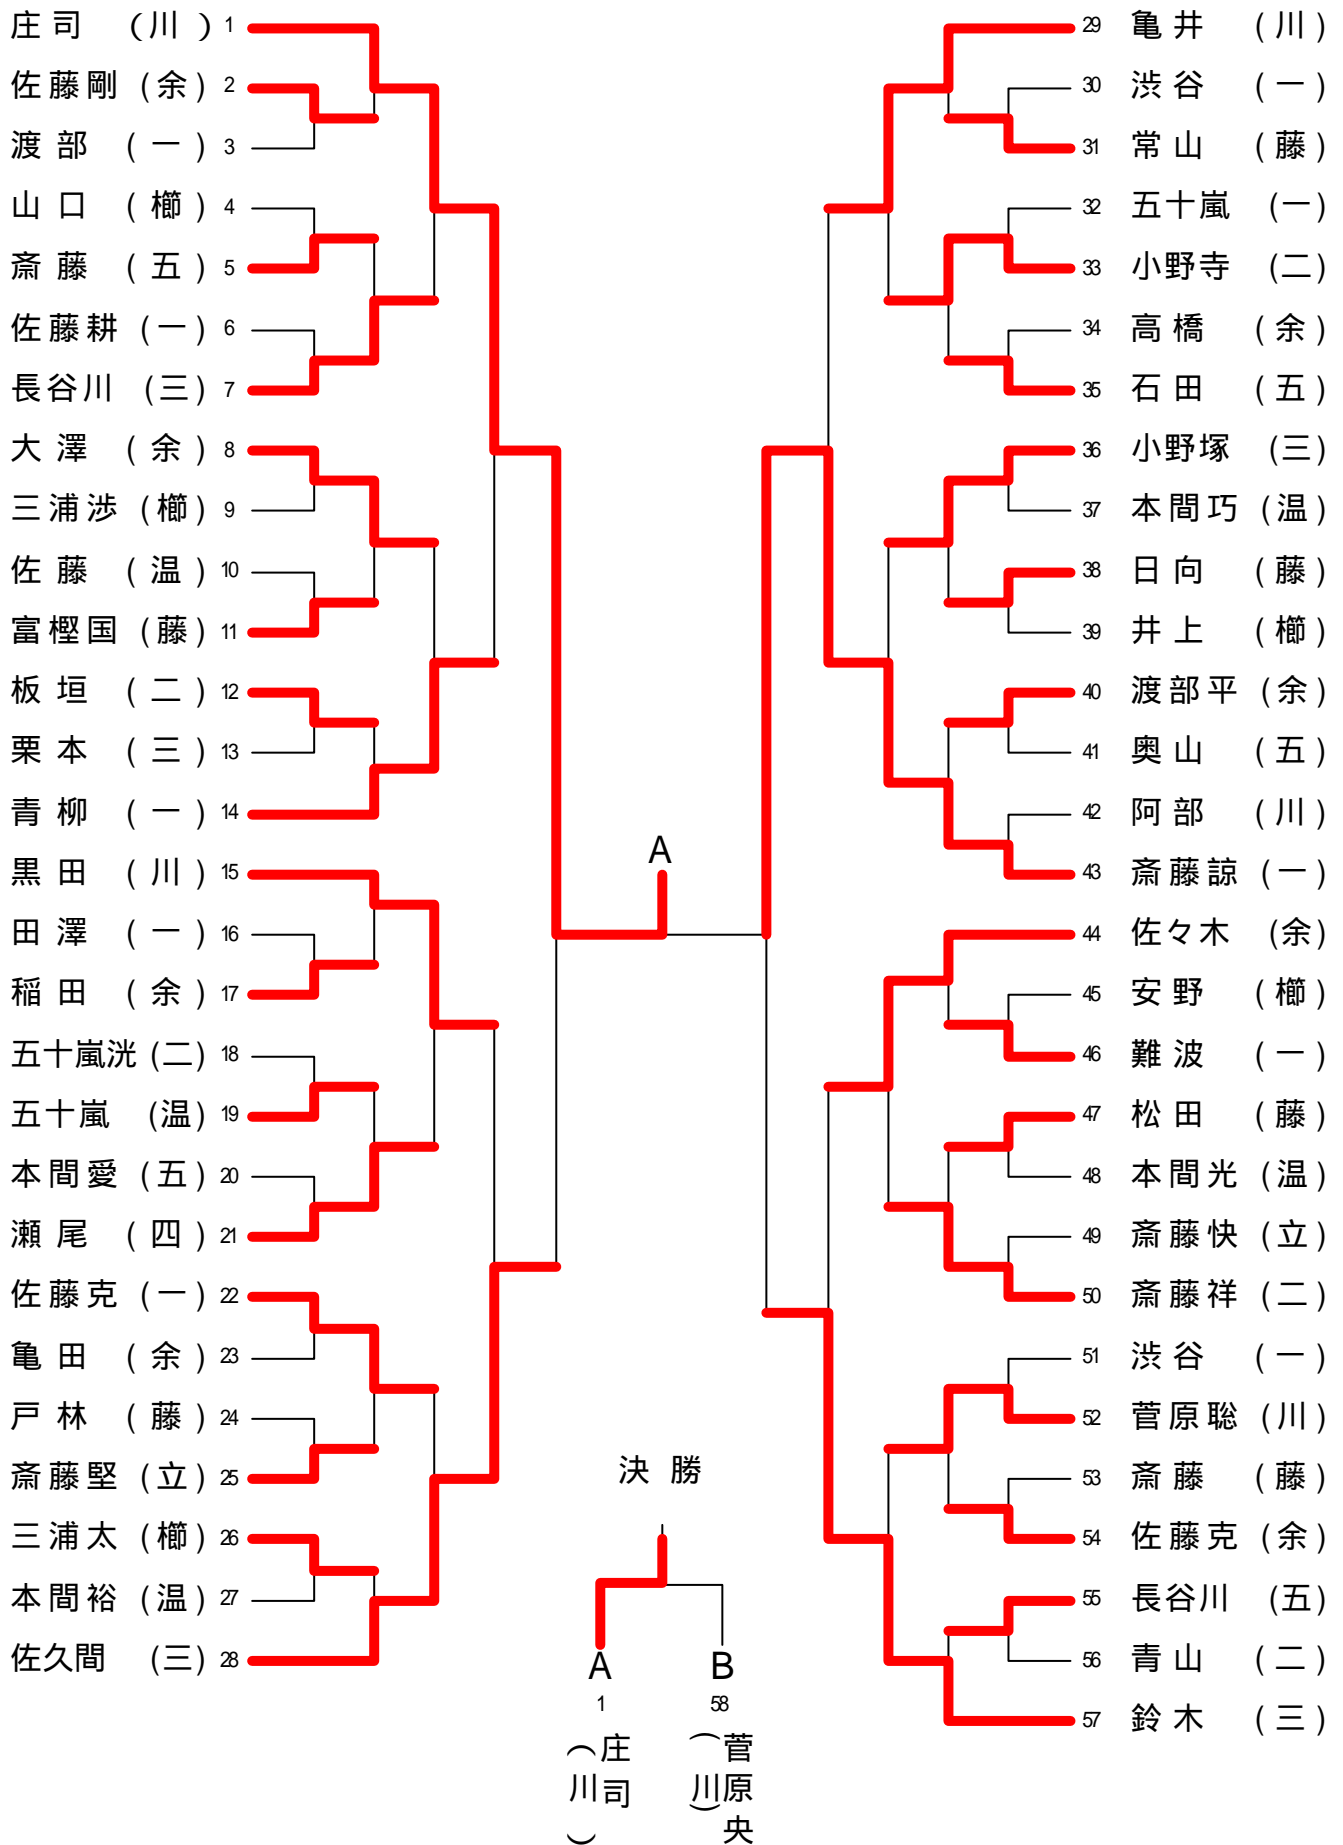 庄司 (川) 1
佐藤剛 (余) 2
渡部 (一) 3
山口 (櫛) 4
斎藤 (五) 5
佐藤耕 (一) 6
長谷川 (三) 7
大澤 (余) 8
三浦渉 (櫛) 9
佐藤 (温) 10
富樫国 (藤) 11
板垣 (二) 12
栗本 (三) 13
青柳 (一) 14
黒田 (川) 15
田澤 (一) 16
稲田 (余) 17
五十嵐洸 (二) 18
五十嵐 (温) 19
本間愛 (五) 20
瀬尾 (四) 21
佐藤克 (一) 22
亀田 (余) 23
戸林 (藤) 24
斎藤堅 (立) 25
三浦太 (櫛) 26
本間裕 (温) 27
佐久間 (三) 28
A
決勝
A
B
1
58
庄司(川)
菅原央(川)
29 亀井 (川)
30 渋谷 (一)
31 常山 (藤)
32 五十嵐 (一)
33 小野寺 (二)
34 高橋 (余)
35 石田 (五)
36 小野塚 (三)
37 本間巧 (温)
38 日向 (藤)
39 井上 (櫛)
40 渡部平 (余)
41 奥山 (五)
42 阿部 (川)
43 斎藤諒 (一)
44 佐々木 (余)
45 安野 (櫛)
46 難波 (一)
47 松田 (藤)
48 本間光 (温)
49 斎藤快 (立)
50 斎藤祥 (二)
51 渋谷 (一)
52 菅原聡 (川)
53 斎藤 (藤)
54 佐藤克 (余)
55 長谷川 (五)
56 青山 (二)
57 鈴木 (三)